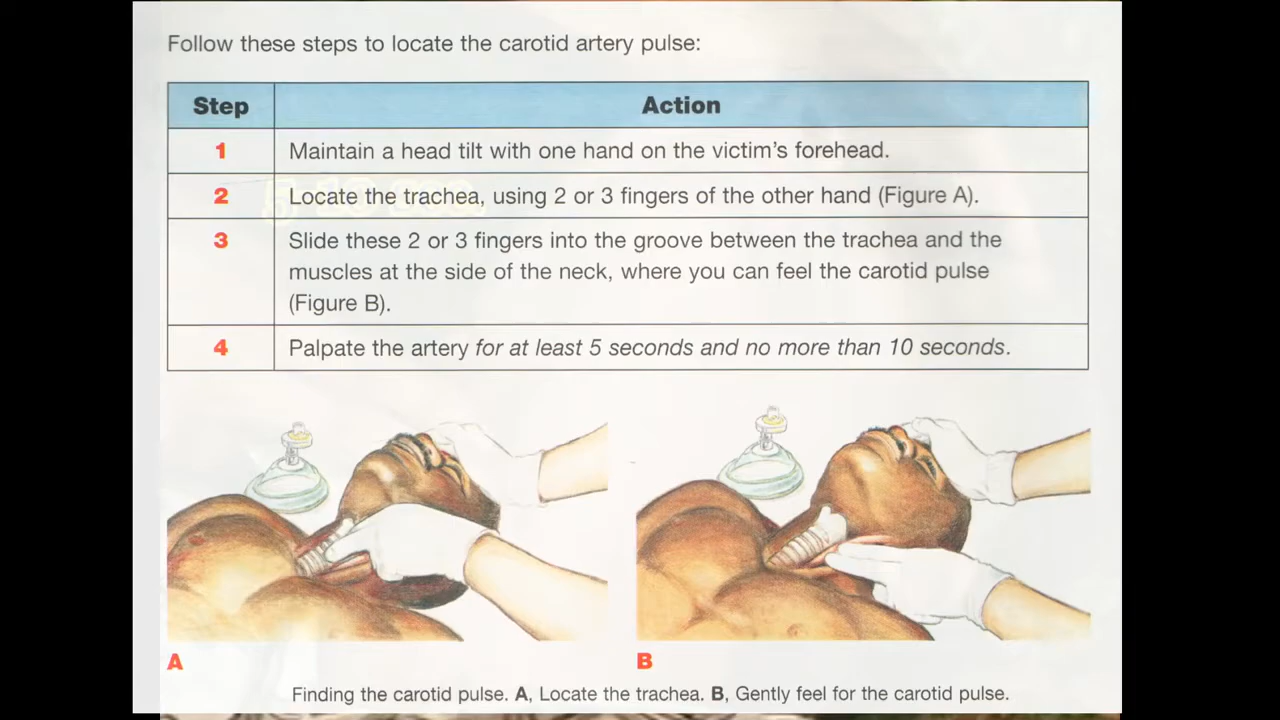 Follow these steps to locate the carotid artery pulse:
Step Action
1 Maintain a head tilt with one hand on the victim's forehead.
2 Locate the trachea, using 2 or 3 fingers of the other hand (Figure A).
3 Slide these 2 or 3 fingers into the groove between the trachea and the
muscles at the side of the neck, where you can feel the carotid pulse
(Figure B).
4 Palpate the artery for at least 5 seconds and no more than 10 seconds.
A B
Finding the carotid pulse. A, Locate the trachea. B, Gently feel for the carotid pulse.